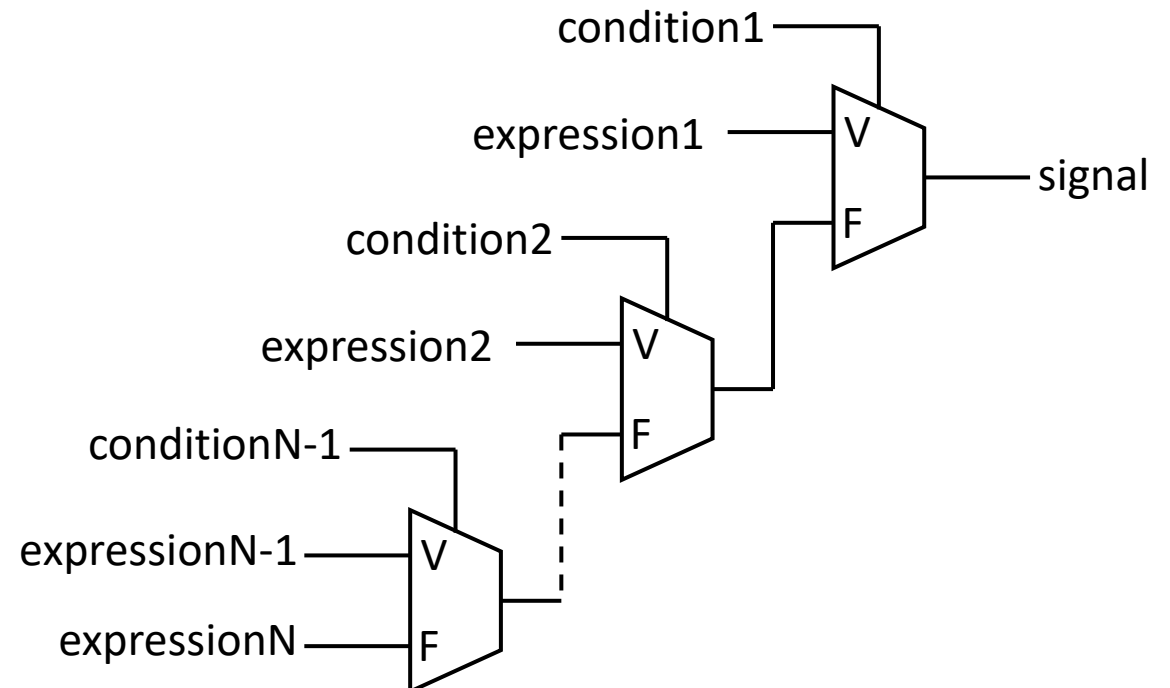 condition1
expression1
V
signal
F
condition2
expression2
V
F
conditionN-1
expressionN-1
V
expressionN
F